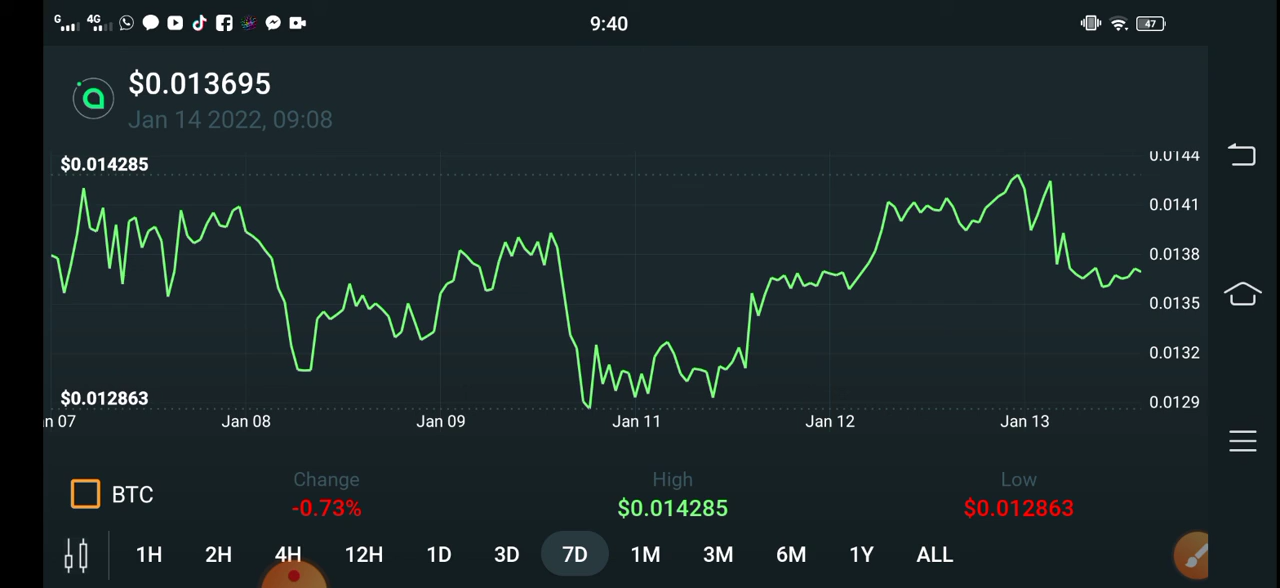 G 4G 9:40 47
$0.013695
Jan 14 2022, 09:08
$0.014285 0.0144
0.0141
0.0138
0.0135
0.0132
$0.012863 0.0129
n 07 Jan 08 Jan 09 Jan 11 Jan 12 Jan 13
Change High Low
BTC -0.73% $0.014285 $0.012863
1H 2H 4H 12H 1D 3D 7D 1M 3M 6M 1Y ALL